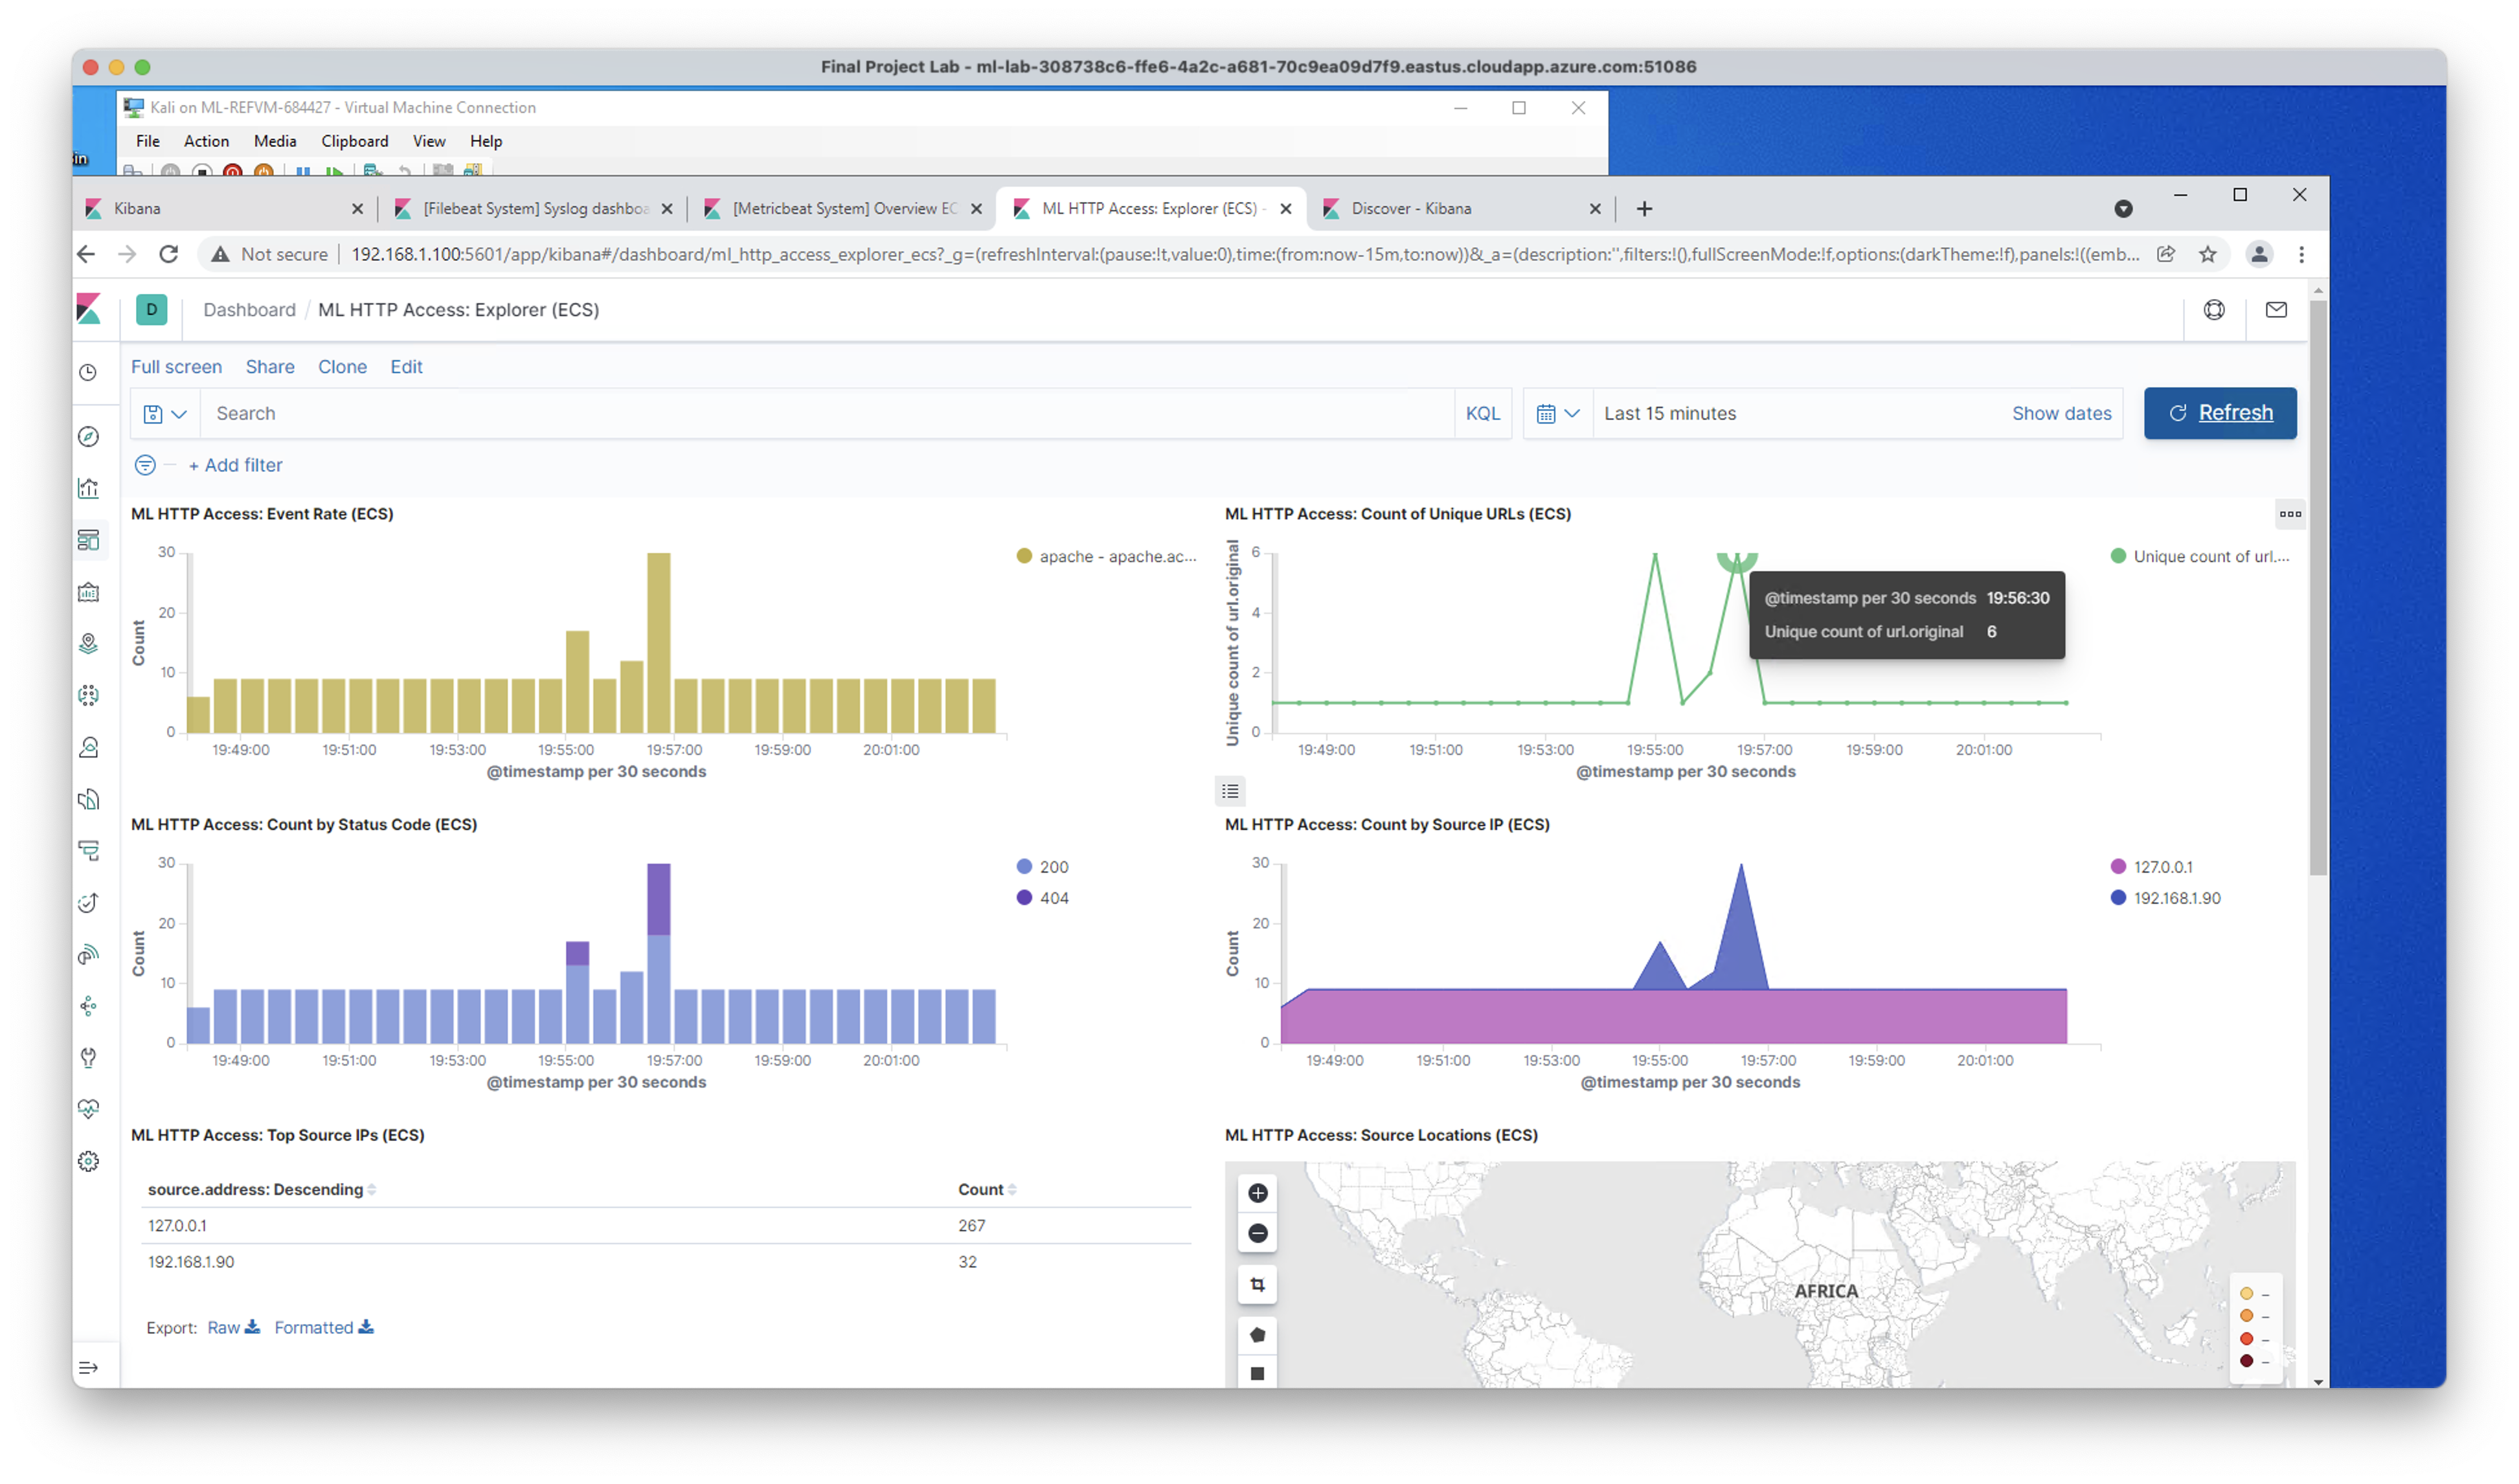 Final Project Lab - ml-lab-308738c6-ffe6-4a2c-a681-70c9ea09d7f9.eastus.cloudapp.azure.com:51086
Kali on ML-REFVM-684427 - Virtual Machine Connection
File Action Media Clipboard View Help
in
Kibana
[Filebeat System] Syslog dashboa
[Metricbeat System] Overview EC
ML HTTP Access: Explorer (ECS) -
Discover - Kibana
Not secure
192.168.1.100:5601/app/kibana#/dashboard/ml_http_access_explorer_ecs?_g=(refreshInterval:(pause:!t,value:0),time:(from:now-15m,to:now))&_a=(description:'',filters:!(),fullScreenMode:!f,options:(darkTheme:!f),panels:!((emb...
D
Dashboard / ML HTTP Access: Explorer (ECS)
Full screen Share Clone Edit
Search
KQL
Last 15 minutes
Show dates
Refresh
+ Add filter
ML HTTP Access: Event Rate (ECS)
30
20
10
0
Count
19:49:00 19:51:00 19:53:00 19:55:00 19:57:00 19:59:00 20:01:00
@timestamp per 30 seconds
apache - apache.ac...
ML HTTP Access: Count of Unique URLs (ECS)
6
4
2
0
Unique count of url.original
19:49:00 19:51:00 19:53:00 19:55:00 19:57:00 19:59:00 20:01:00
@timestamp per 30 seconds
Unique count of url....
@timestamp per 30 seconds 19:56:30
Unique count of url.original 6
ML HTTP Access: Count by Status Code (ECS)
30
20
10
0
Count
19:49:00 19:51:00 19:53:00 19:55:00 19:57:00 19:59:00 20:01:00
@timestamp per 30 seconds
200
404
ML HTTP Access: Count by Source IP (ECS)
30
20
10
0
Count
19:49:00 19:51:00 19:53:00 19:55:00 19:57:00 19:59:00 20:01:00
@timestamp per 30 seconds
127.0.0.1
192.168.1.90
ML HTTP Access: Top Source IPs (ECS)
source.address: Descending Count
127.0.0.1 267
192.168.1.90 32
Export: Raw Formatted
ML HTTP Access: Source Locations (ECS)
AFRICA
–
–
–
–